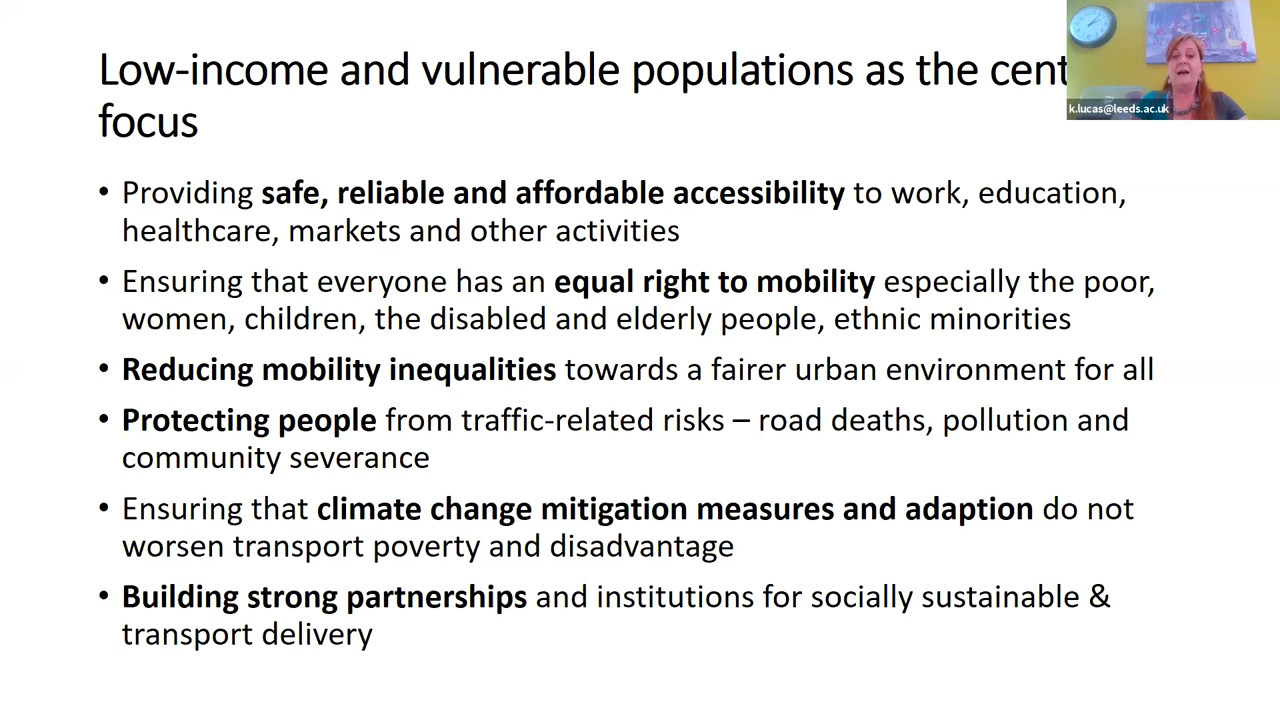 Low-income and vulnerable populations as the cent
focus
k.lucas@leeds.ac.uk
• Providing safe, reliable and affordable accessibility to work, education,
healthcare, markets and other activities
• Ensuring that everyone has an equal right to mobility especially the poor,
women, children, the disabled and elderly people, ethnic minorities
• Reducing mobility inequalities towards a fairer urban environment for all
• Protecting people from traffic-related risks – road deaths, pollution and
community severance
• Ensuring that climate change mitigation measures and adaption do not
worsen transport poverty and disadvantage
• Building strong partnerships and institutions for socially sustainable &
transport delivery